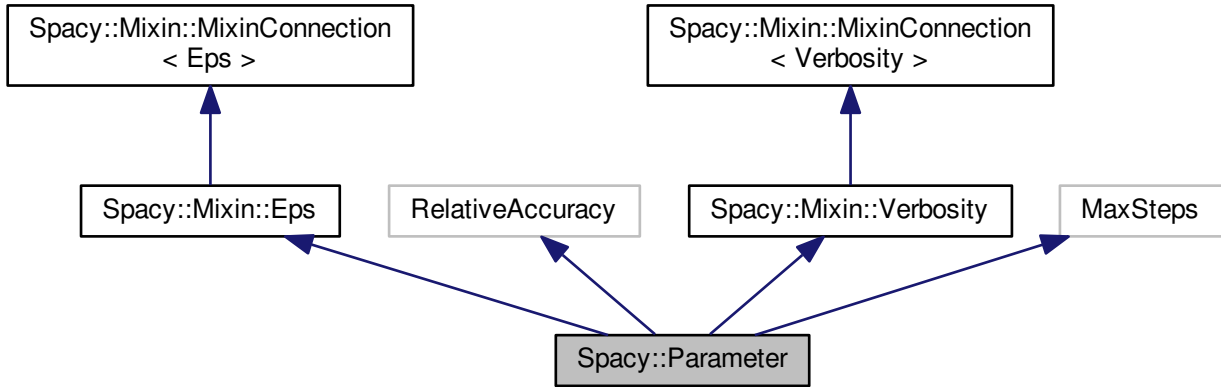 Spacy::Mixin::MixinConnection
< Eps >
Spacy::Mixin::MixinConnection
< Verbosity >
Spacy::Mixin::Eps
RelativeAccuracy
Spacy::Mixin::Verbosity
MaxSteps
Spacy::Parameter